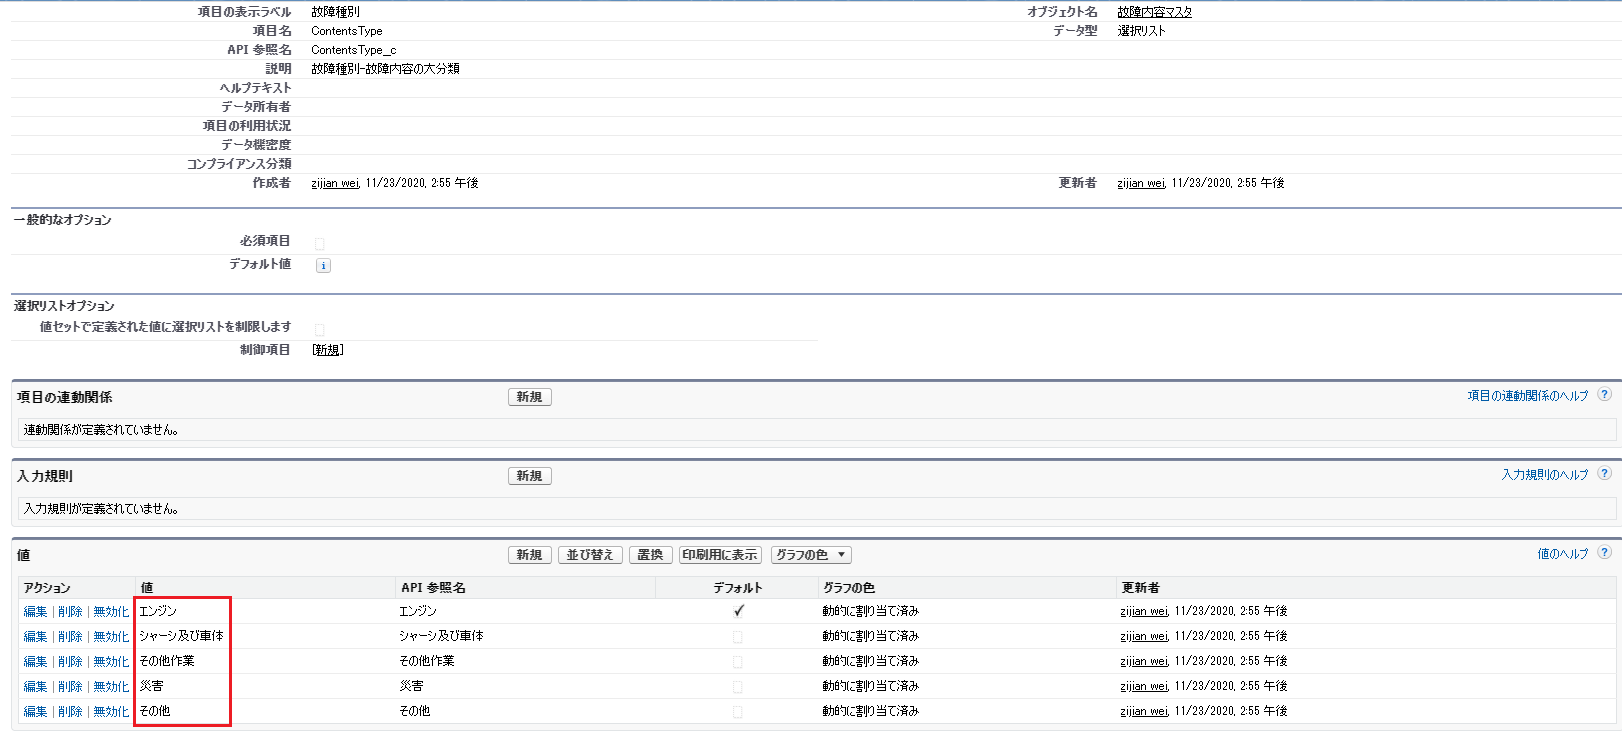 項目の表示ラベル 故障種別 オブジェクト名 故障内容マスタ
項目名 ContentsType データ型 選択リスト
API 参照名 ContentsType__c
説明 故障種別-故障内容の大分類
ヘルプテキスト
データ所有者
項目の利用状況
データ機密度
コンプライアンス分類
作成者 zijian wei, 11/23/2020, 2:55 午後 更新者 zijian wei, 11/23/2020, 2:55 午後
一般的なオプション
必須項目
デフォルト値 i
選択リストオプション
値セットで定義された値に選択リストを制限します
制御項目 [新規]
項目の連動関係 新規 項目の連動関係のヘルプ ?
連動関係が定義されていません。
入力規則 新規 入力規則のヘルプ ?
入力規則が定義されていません。
値 新規 並び替え 置換 印刷用に表示 グラフの色 ▼ 値のヘルプ ?
アクション 値 API 参照名 デフォルト グラフの色 更新者
編集 | 削除 | 無効化 エンジン エンジン ✓ 動的に割り当て済み zijian wei, 11/23/2020, 2:55 午後
編集 | 削除 | 無効化 シャーシ及び車体 シャーシ及び車体 動的に割り当て済み zijian wei, 11/23/2020, 2:55 午後
編集 | 削除 | 無効化 その他作業 その他作業 動的に割り当て済み zijian wei, 11/23/2020, 2:55 午後
編集 | 削除 | 無効化 災害 災害 動的に割り当て済み zijian wei, 11/23/2020, 2:55 午後
編集 | 削除 | 無効化 その他 その他 動的に割り当て済み zijian wei, 11/23/2020, 2:55 午後